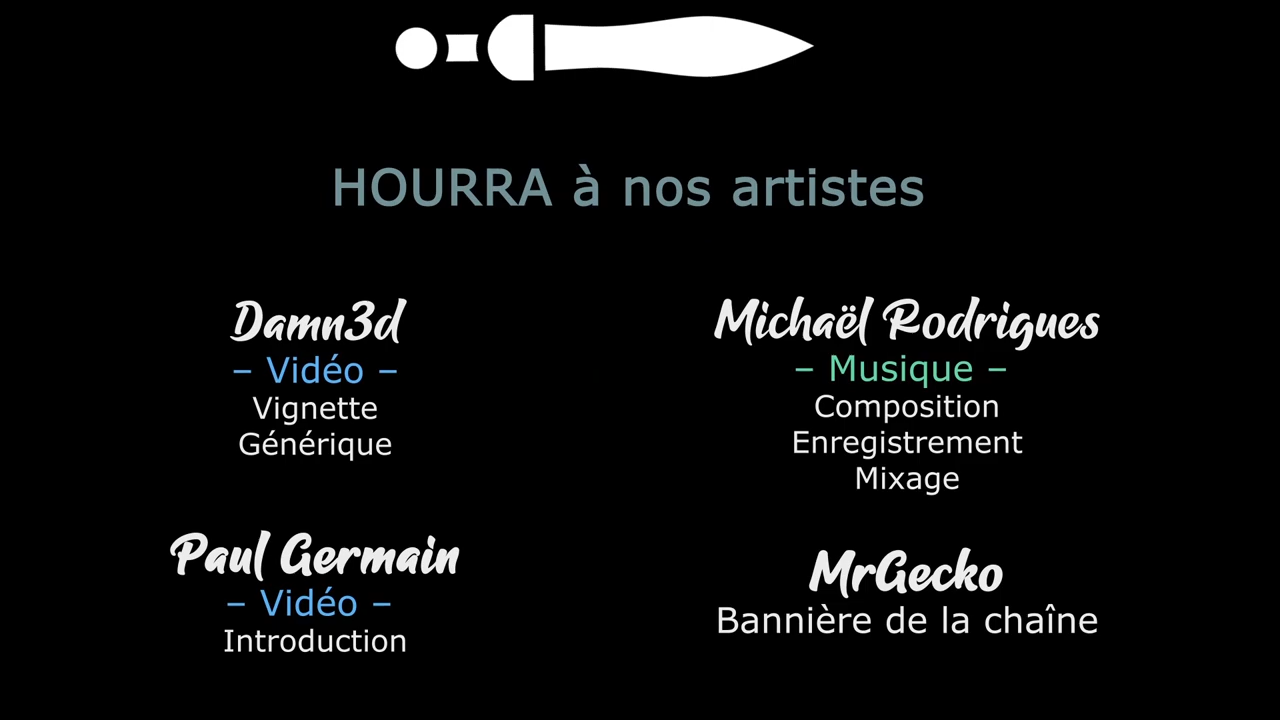 HOURRA à nos artistes
Damn3d
– Vidéo –
Vignette
Générique
Michaël Rodrigues
– Musique –
Composition
Enregistrement
Mixage
Paul Germain
– Vidéo –
Introduction
MrGecko
Bannière de la chaîne